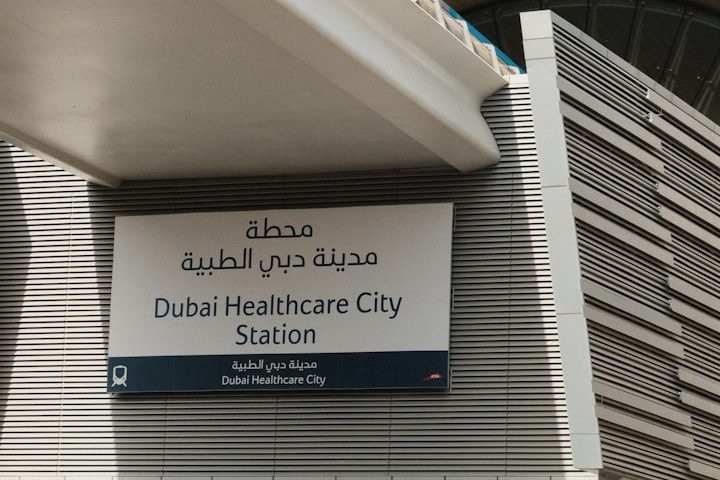 محطة
مدينة دبي الطبية
Dubai Healthcare City
Station
مدينة دبي الطبية
Dubai Healthcare City